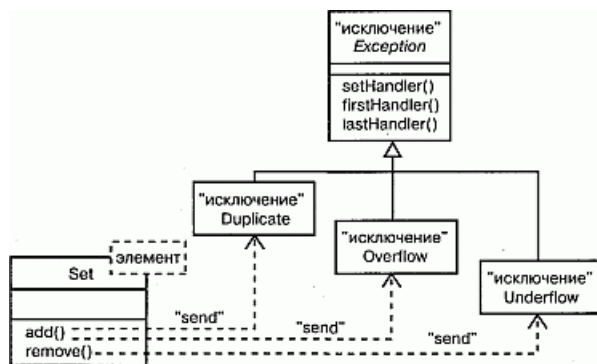 "исключение"
Exception
setHandler()
firstHandler()
lastHandler()
"исключение"
Duplicate
"исключение"
Overflow
"исключение"
Underflow
элемент
Set
add()
remove()
"send"
"send"
"send"